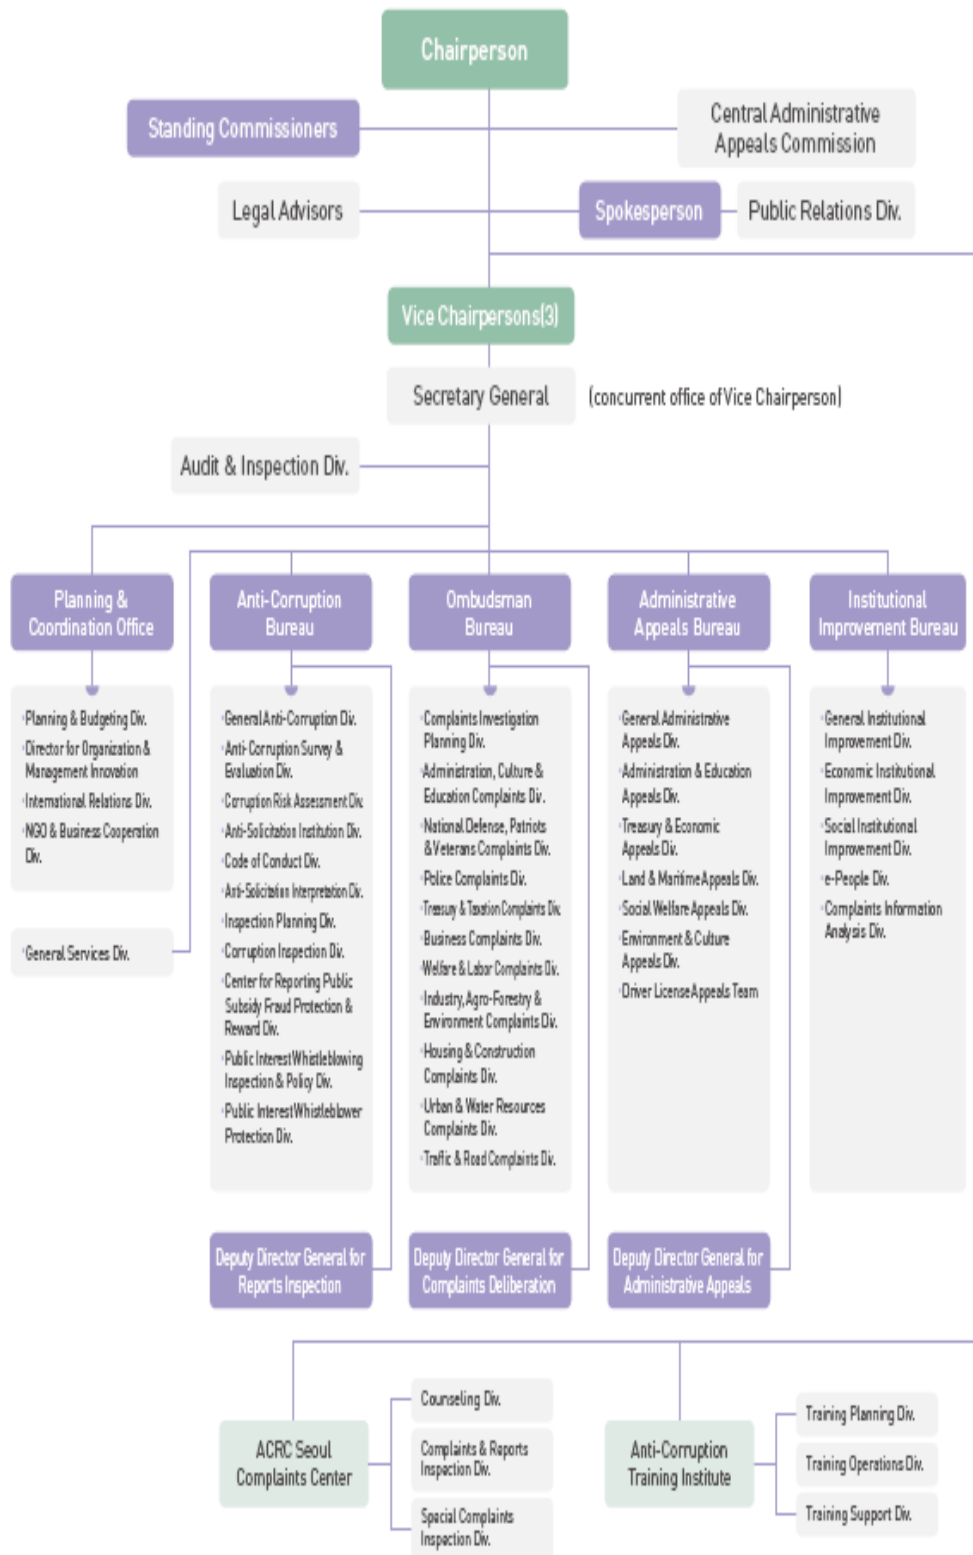 Chairperson
Standing Commissioners
Central Administrative
Appeals Commission
Legal Advisors
Spokesperson
Public Relations Div.
Vice Chairpersons(3)
Secretary General
(concurrent office of Vice Chairperson)
Audit & Inspection Div.
Planning &
Coordination Office
Anti-Corruption
Bureau
Ombudsman
Bureau
Administrative
Appeals Bureau
Institutional
Improvement Bureau
·Planning & Budgeting Div.
·Director for Organization &
Management Innovation
·International Relations Div.
·NGO & Business Cooperation
Div.
·General Services Div.
·General Anti-Corruption Div.
·Anti-Corruption Survey &
Evaluation Div.
·Corruption Risk Assessment Div.
·Anti-Solicitation Institution Div.
·Code of Conduct Div.
·Anti-Solicitation Interpretation Div.
·Inspection Planning Div.
·Corruption Inspection Div.
·Center for Reporting Public
Subsidy Fraud Protection &
Reward Div.
·Public Interest Whistleblowing
Inspection & Policy Div.
·Public Interest Whistleblower
Protection Div.
·Complaints Investigation
Planning Div.
·Administration, Culture &
Education Complaints Div.
·National Defense, Patriots
& Veterans Complaints Div.
·Police Complaints Div.
·Treasury & Taxation Complaints Div.
·Business Complaints Div.
·Welfare & Labor Complaints Div.
·Industry, Agro-Forestry &
Environment Complaints Div.
·Housing & Construction
Complaints Div.
·Urban & Water Resources
Complaints Div.
·Traffic & Road Complaints Div.
·General Administrative
Appeals Div.
·Administration & Education
Appeals Div.
·Treasury & Economic
Appeals Div.
·Land & Maritime Appeals Div.
·Social Welfare Appeals Div.
·Environment & Culture
Appeals Div.
·Driver License Appeals Team
·General Institutional
Improvement Div.
·Economic Institutional
Improvement Div.
·Social Institutional
Improvement Div.
·e-People Div.
·Complaints Information
Analysis Div.
Deputy Director General for
Reports Inspection
Deputy Director General for
Complaints Deliberation
Deputy Director General for
Administrative Appeals
ACRC Seoul
Complaints Center
Counseling Div.
Complaints & Reports
Inspection Div.
Special Complaints
Inspection Div.
Anti-Corruption
Training Institute
Training Planning Div.
Training Operations Div.
Training Support Div.